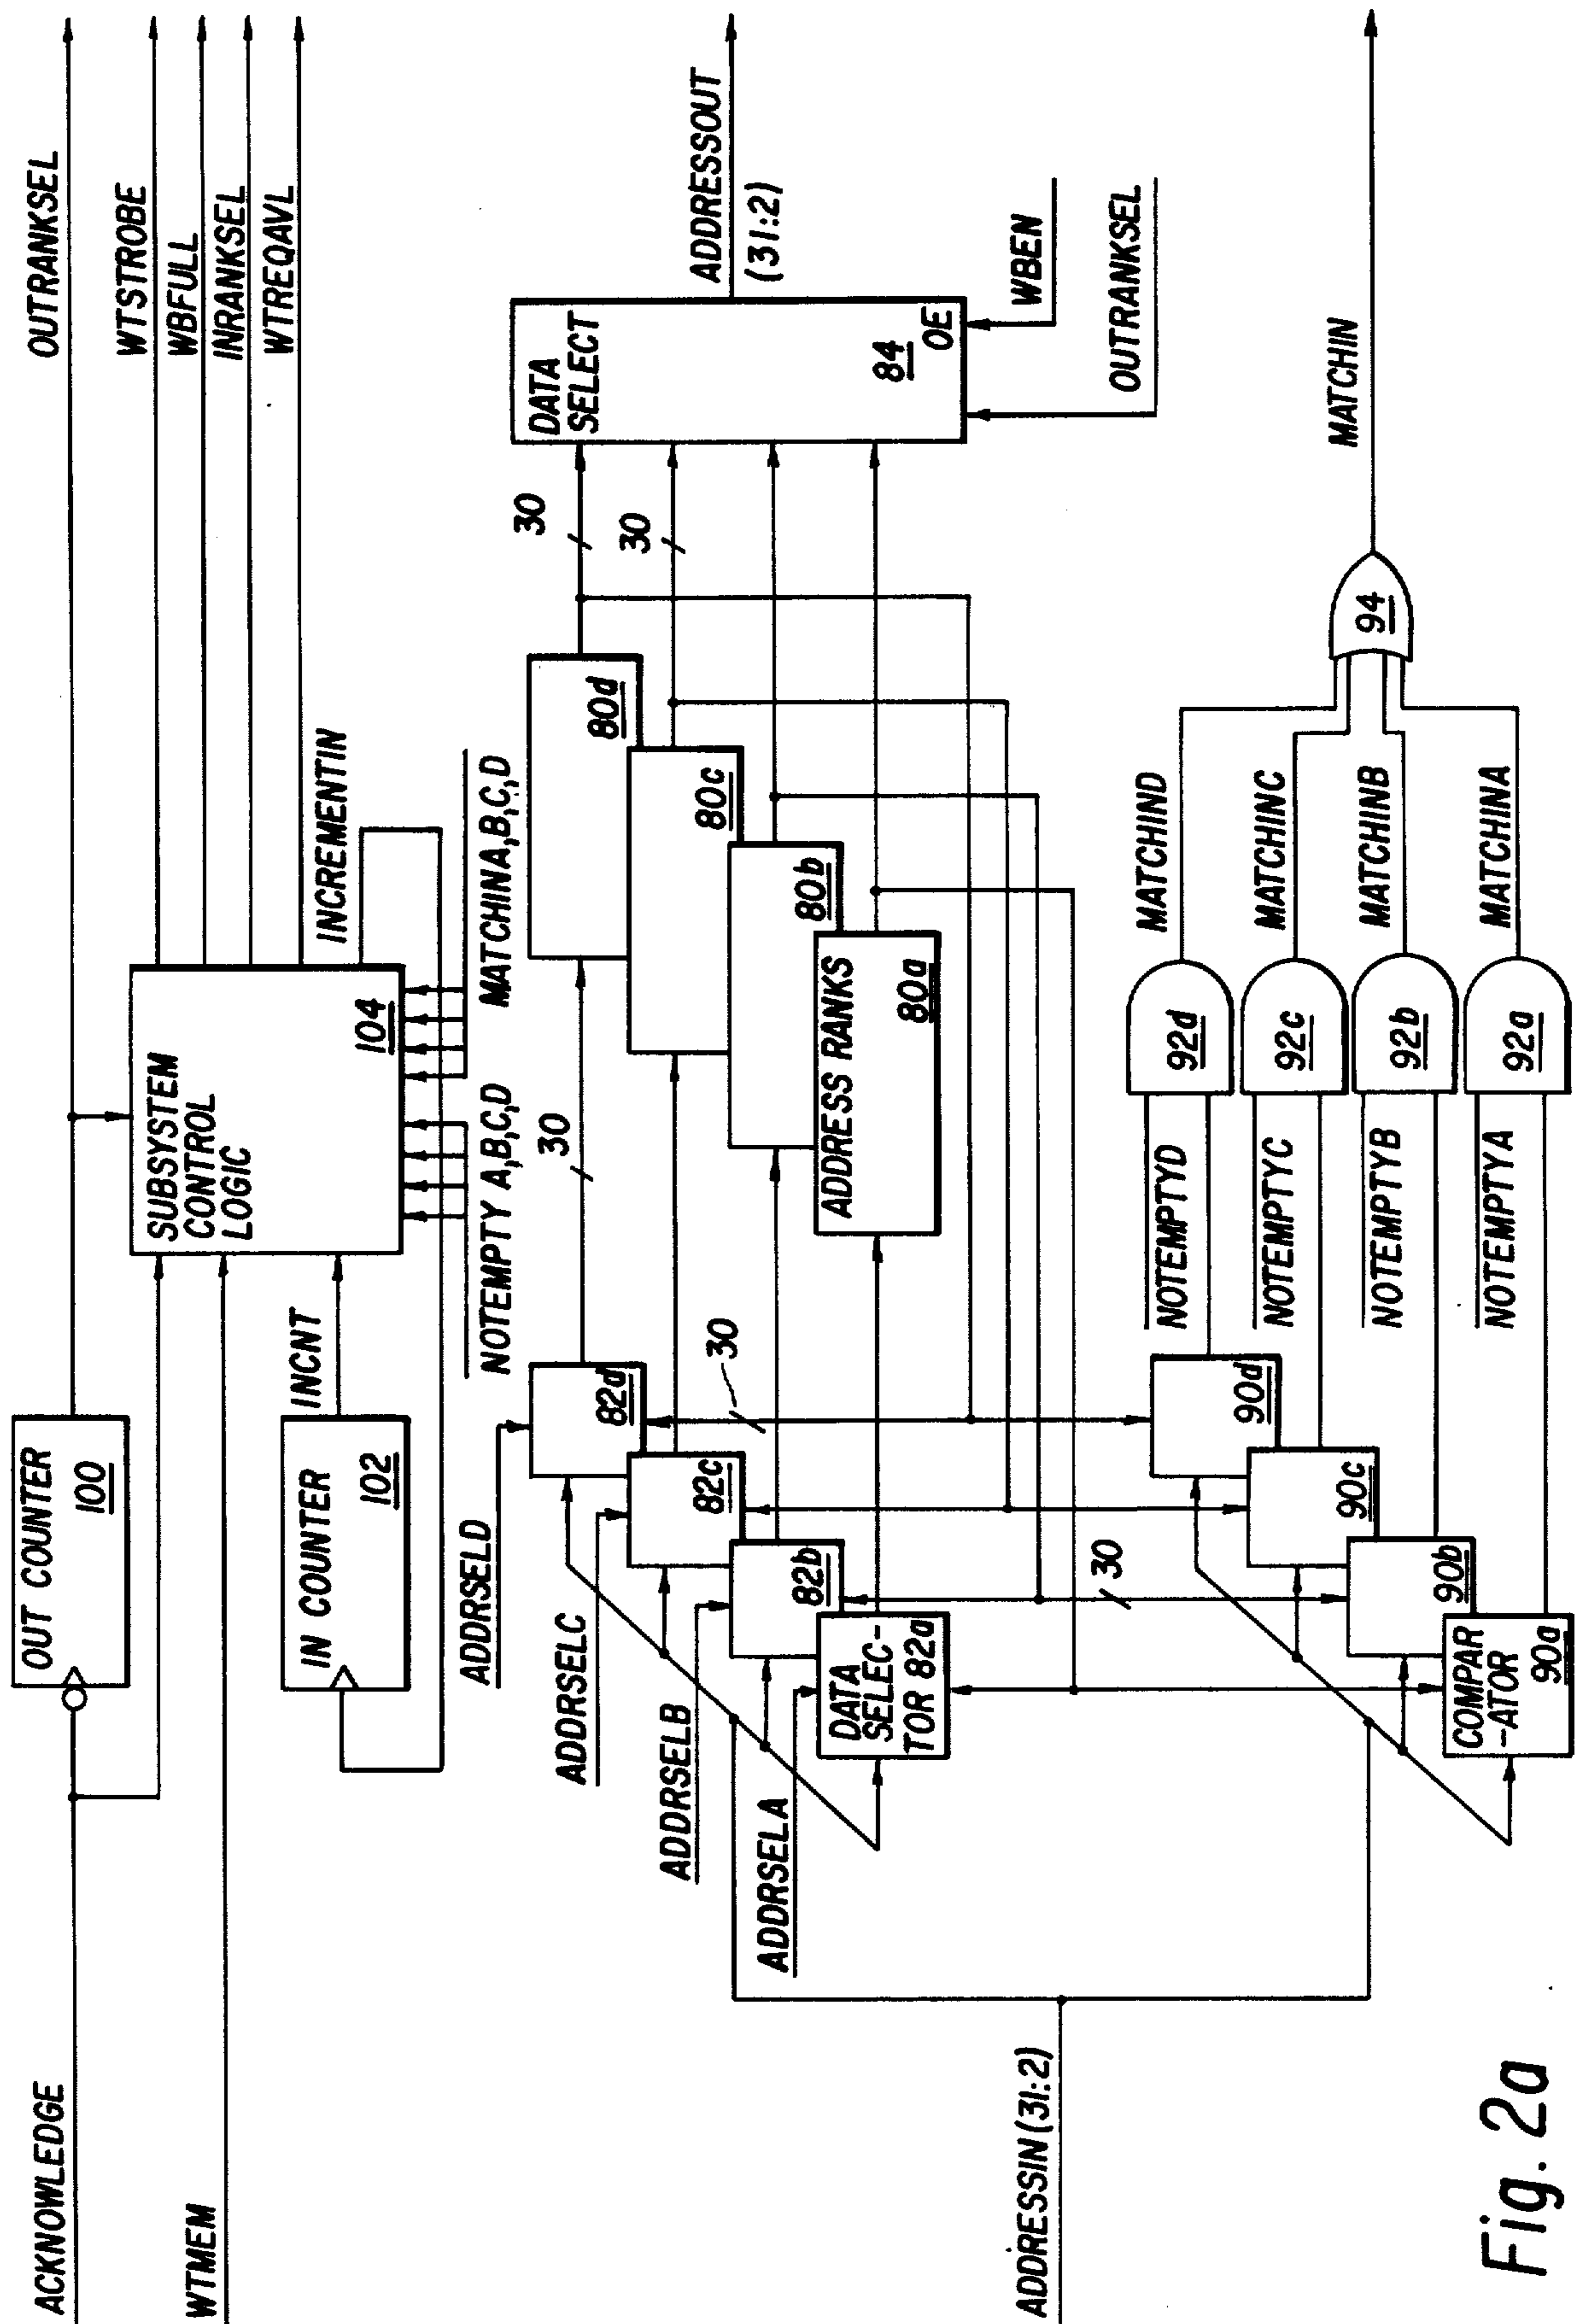 ACKNOWLEDGE
WTMEM
OUT COUNTER
100
IN COUNTER
102
INCNT
SUBSYSTEM
CONTROL
LOGIC
104
OUTRANKSEL
WTSTROBE
WBFULL
INRANKSEL
WTREQAVL
INCREMENTIN
NOTEMPTY A,B,C,D
MATCHINA,B,C,D
ADDRSELD
ADDRSELC
ADDRSELB
ADDRSELA
82d
82c
82b
DATA
SELEC-
TOR 82a
30
30
80d
80c
80b
ADDRESS RANKS
80a
30
30
DATA
SELECT
84
OE
ADDRESSOUT
(31:2)
WBEN
OUTRANKSEL
ADDRESSIN(31:2)
30
90d
90c
90b
COMPAR
-ATOR
90a
NOTEMPTYD
NOTEMPTYC
NOTEMPTYB
NOTEMPTYA
92d
92c
92b
92a
MATCHIND
MATCHINC
MATCHINB
MATCHINA
94
MATCHIN
Fig. 2a